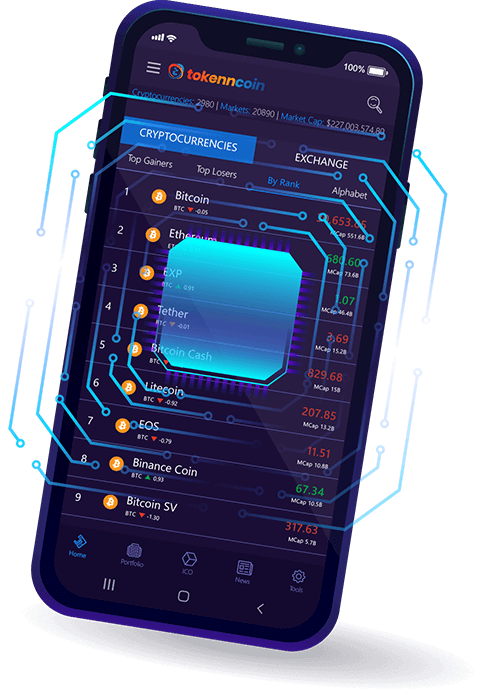 100%
tokenncoin
Cryptocurrencies: 2980 | Markets: 20890 | Market Cap: $227.003.574.80
CRYPTOCURRENCIES
EXCHANGE
Top Gainers
Top Losers
By Rank
Alphabet
1
Bitcoin
BTC ▼ -0.05
.653.65
MCap 551.6B
2
Ethereum
680.60
MCap 73.6B
3
EXP
BTC ▲ 0.91
.07
MCap 46.4B
4
Tether
BTC ▼ -0.01
3.69
MCap 15.2B
5
Bitcoin Cash
BTC ▼
829.68
MCap 15B
6
Litecoin
BTC ▼ -0.92
207.85
MCap 13.2B
7
EOS
BTC ▼ -0.79
11.51
MCap 10.8B
8
Binance Coin
BTC ▲ 0.93
67.34
MCap 10.5B
9
Bitcoin SV
BTC ▼ -1.30
317.63
MCap 5.7B
Home
Portfolio
ICO
News
Tools